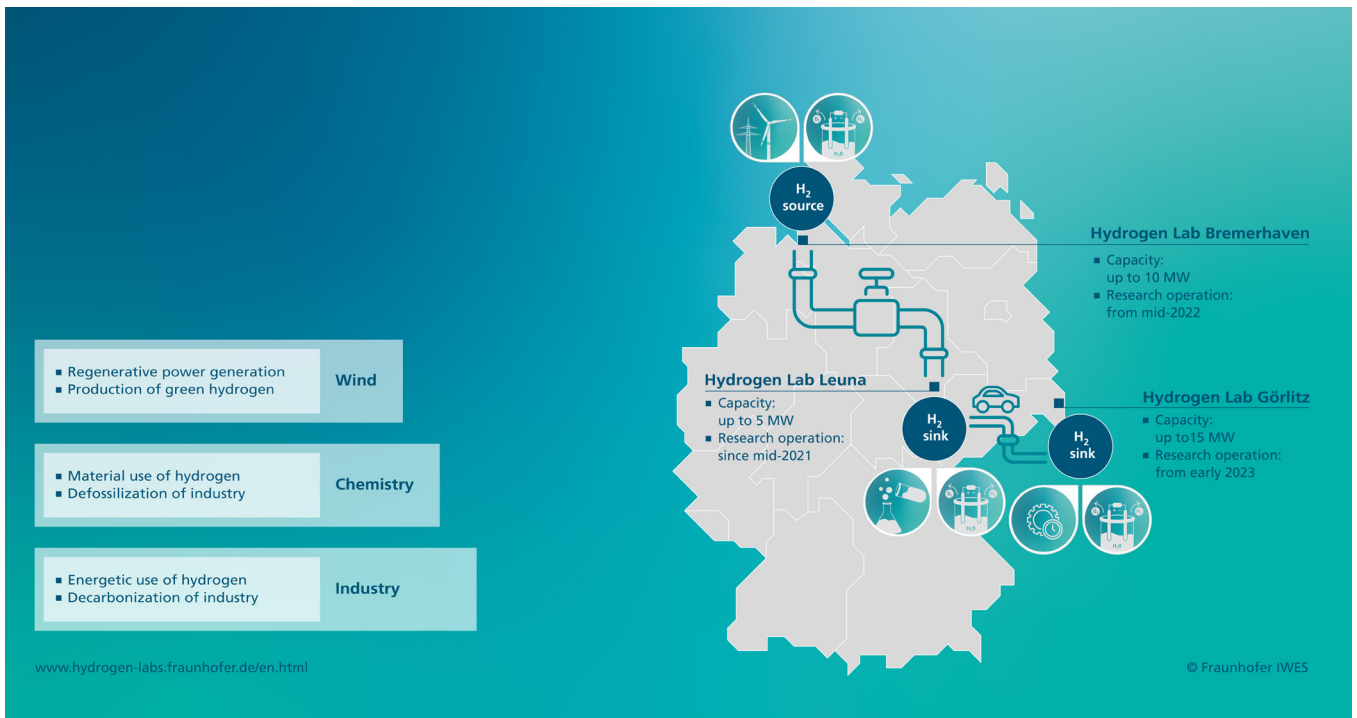 H2
source
Hydrogen Lab Bremerhaven
▪ Capacity:
up to 10 MW
▪ Research operation:
from mid-2022
▪ Regenerative power generation
▪ Production of green hydrogen
Wind
Hydrogen Lab Leuna
▪ Capacity:
up to 5 MW
▪ Research operation:
since mid-2021
H2
sink
Hydrogen Lab Görlitz
▪ Capacity:
up to15 MW
▪ Research operation:
from early 2023
H2
sink
▪ Material use of hydrogen
▪ Defossilization of industry
Chemistry
▪ Energetic use of hydrogen
▪ Decarbonization of industry
Industry
www.hydrogen-labs.fraunhofer.de/en.html
© Fraunhofer IWES